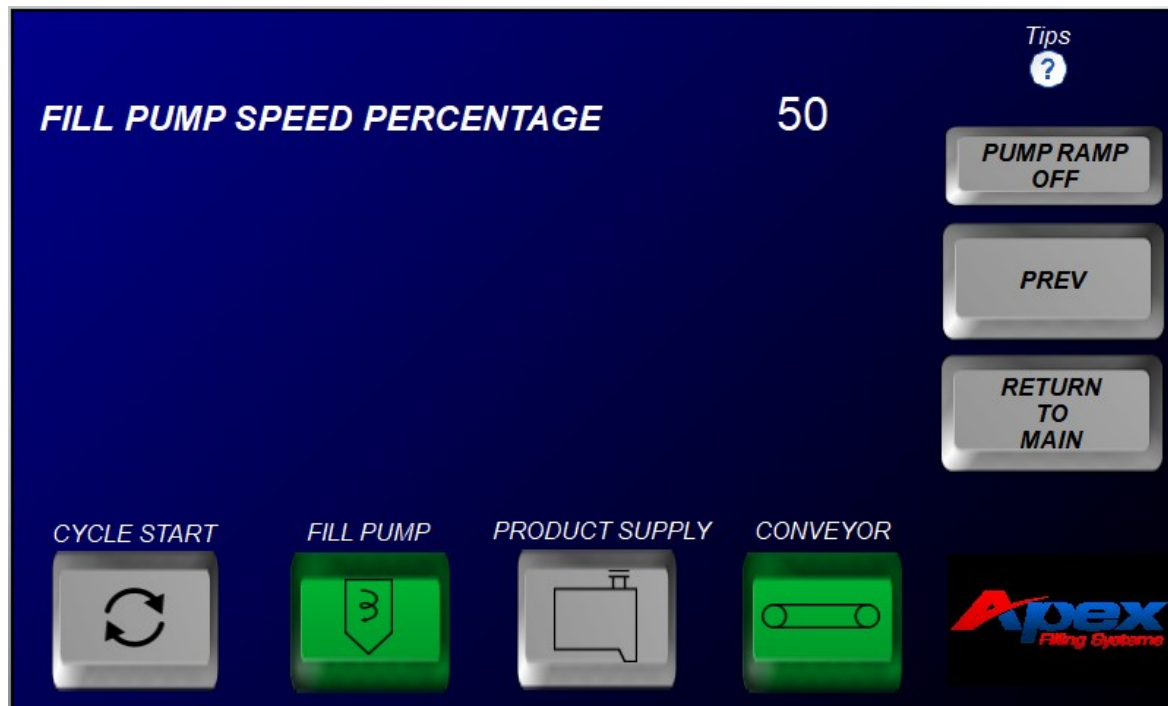 Tips
?
FILL PUMP SPEED PERCENTAGE 50
PUMP RAMP
OFF
PREV
RETURN
TO
MAIN
CYCLE START
FILL PUMP
PRODUCT SUPPLY
CONVEYOR
Apex
Filling Systems